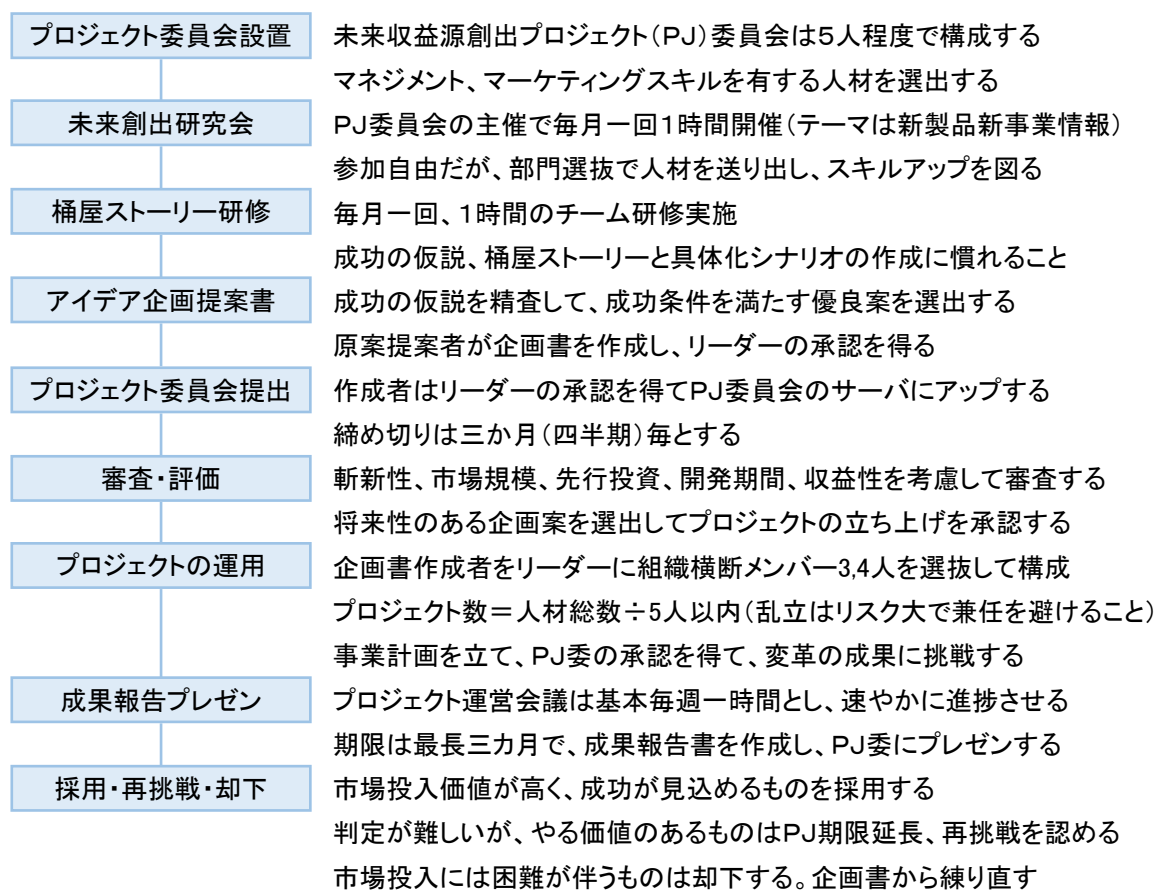 プロジェクト委員会設置
未来収益源創出プロジェクト(PJ)委員会は5人程度で構成する
マネジメント、マーケティングスキルを有する人材を選出する
未来創出研究会
PJ委員会の主催で毎月一回1時間開催(テーマは新製品新事業情報)
参加自由だが、部門選抜で人材を送り出し、スキルアップを図る
桶屋ストーリー研修
毎月一回、1時間のチーム研修実施
成功の仮説、桶屋ストーリーと具体化シナリオの作成に慣れること
アイデア企画提案書
成功の仮説を精査して、成功条件を満たす優良案を選出する
原案提案者が企画書を作成し、リーダーの承認を得る
プロジェクト委員会提出
作成者はリーダーの承認を得てPJ委員会のサーバにアップする
締め切りは三か月(四半期)毎とする
審査・評価
斬新性、市場規模、先行投資、開発期間、収益性を考慮して審査する
将来性のある企画案を選出してプロジェクトの立ち上げを承認する
プロジェクトの運用
企画書作成者をリーダーに組織横断メンバー3,4人を選抜して構成
プロジェクト数=人材総数÷5人以内(乱立はリスク大で兼任を避けること)
事業計画を立て、PJ委の承認を得て、変革の成果に挑戦する
成果報告プレゼン
プロジェクト運営会議は基本毎週一時間とし、速やかに進捗させる
期限は最長三カ月で、成果報告書を作成し、PJ委にプレゼンする
採用・再挑戦・却下
市場投入価値が高く、成功が見込めるものを採用する
判定が難しいが、やる価値のあるものはPJ期限延長、再挑戦を認める
市場投入には困難が伴うものは却下する。企画書から練り直す